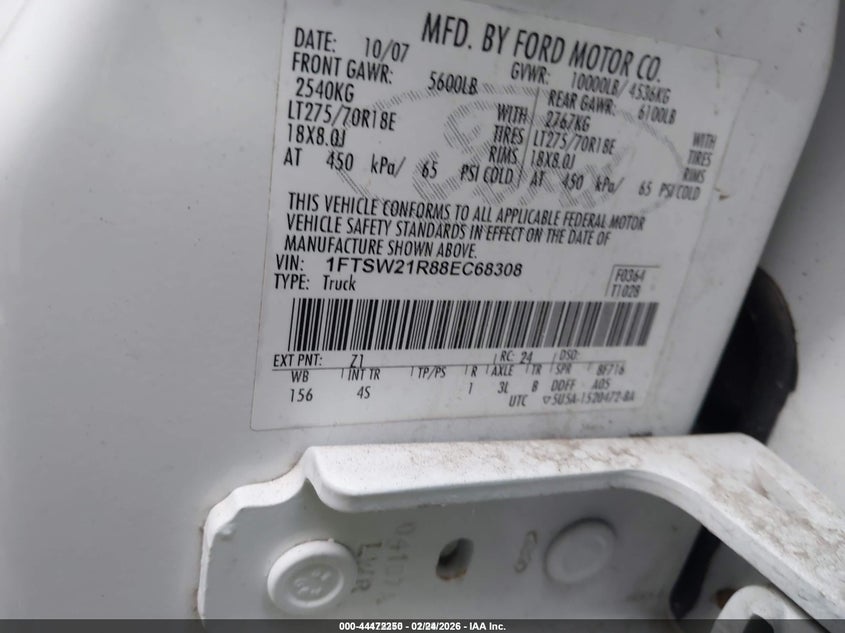 MFD. BY FORD MOTOR CO.
DATE: 10/07 GVWR: 10000LB/ 4536KG
FRONT GAWR: 5600LB REAR GAWR: 6100LB
2540KG WITH 2767KG WITH
LT275/70R18E TIRES LT275/70R18E TIRES
18X8.0J RIMS 18X8.0J RIMS
AT 450 kPa/ 65 PSI COLD AT 450 kPa/ 65 PSI COLD
THIS VEHICLE CONFORMS TO ALL APPLICABLE FEDERAL MOTOR
VEHICLE SAFETY STANDARDS IN EFFECT ON THE DATE OF
MANUFACTURE SHOWN ABOVE.
VIN: 1FTSW21R88EC68308 F0364
TYPE: Truck T1028
EXT PNT: Z1 RC: 24 DSO:
WB INT TR TP/PS R AXLE TR SPR 8F716
156 4S 1 3L B DDFF A05
UTC ▽5U5A-1520472-BA
LWR
02/24/2026 - IAA Inc.